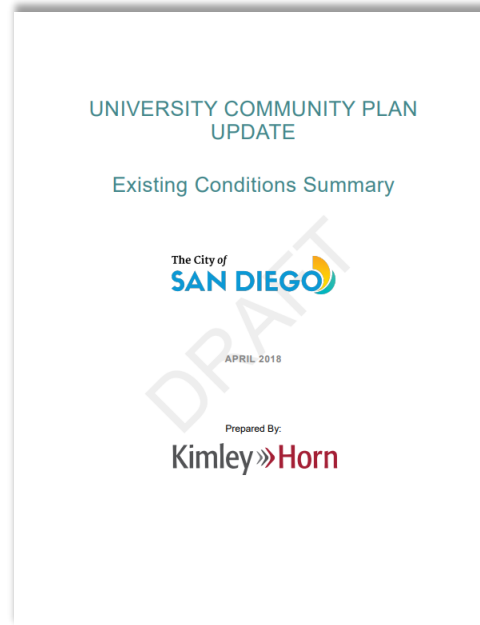 UNIVERSITY COMMUNITY PLAN
UPDATE
Existing Conditions Summary
The City of
SAN DIEGO
DRAFT
APRIL 2018
Prepared By:
Kimley»Horn